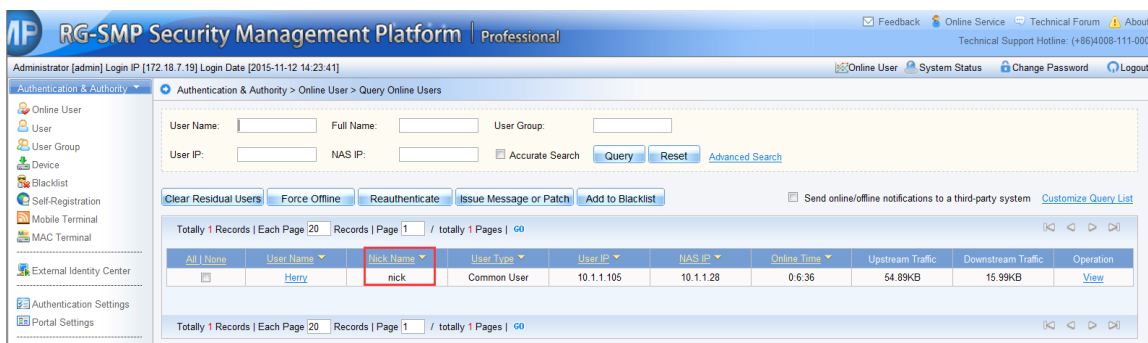 MP RG-SMP Security Management Platform | Professional
Feedback Online Service Technical Forum About
Technical Support Hotline: (+86)4008-111-000
Administrator [admin] Login IP [172.18.7.19] Login Date [2015-11-12 14:23:41] Online User System Status Change Password Logout
Authentication & Authority
Authentication & Authority > Online User > Query Online Users
Online User
User
User Group
Device
Blacklist
Self-Registration
Mobile Terminal
MAC Terminal
External Identity Center
Authentication Settings
Portal Settings
User Name: Full Name: User Group:
User IP: NAS IP: Accurate Search Query Reset Advanced Search
Clear Residual Users Force Offline Reauthenticate Issue Message or Patch Add to Blacklist Send online/offline notifications to a third-party system Customize Query List
Totally 1 Records | Each Page 20 Records | Page 1 / totally 1 Pages | GO
All | None User Name Nick Name User Type User IP NAS IP Online Time Upstream Traffic Downstream Traffic Operation
Herry nick Common User 10.1.1.105 10.1.1.28 0:6:36 54.89KB 15.99KB View
Totally 1 Records | Each Page 20 Records | Page 1 / totally 1 Pages | GO